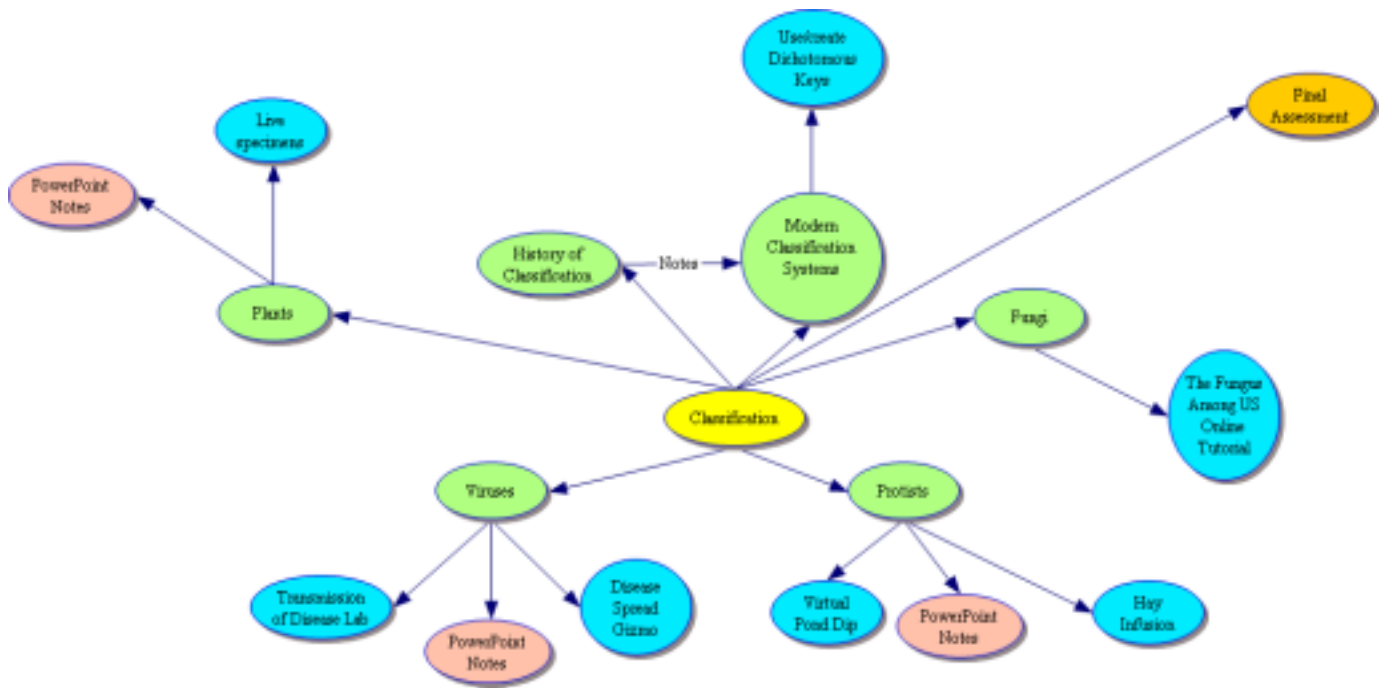 Use/create
Dichotomous
Keys
Final
Assessment
Live
specimens
PowerPoint
Notes
Modern
Classification
Systems
History of
Classification
Notes
Plants
Fungi
The Fungus
Among US
Online
Tutorial
Classification
Viruses
Protists
Transmission
of Disease Lab
PowerPoint
Notes
Disease
Spread
Gizmo
Virtual
Pond Dip
PowerPoint
Notes
Hay
Infusion